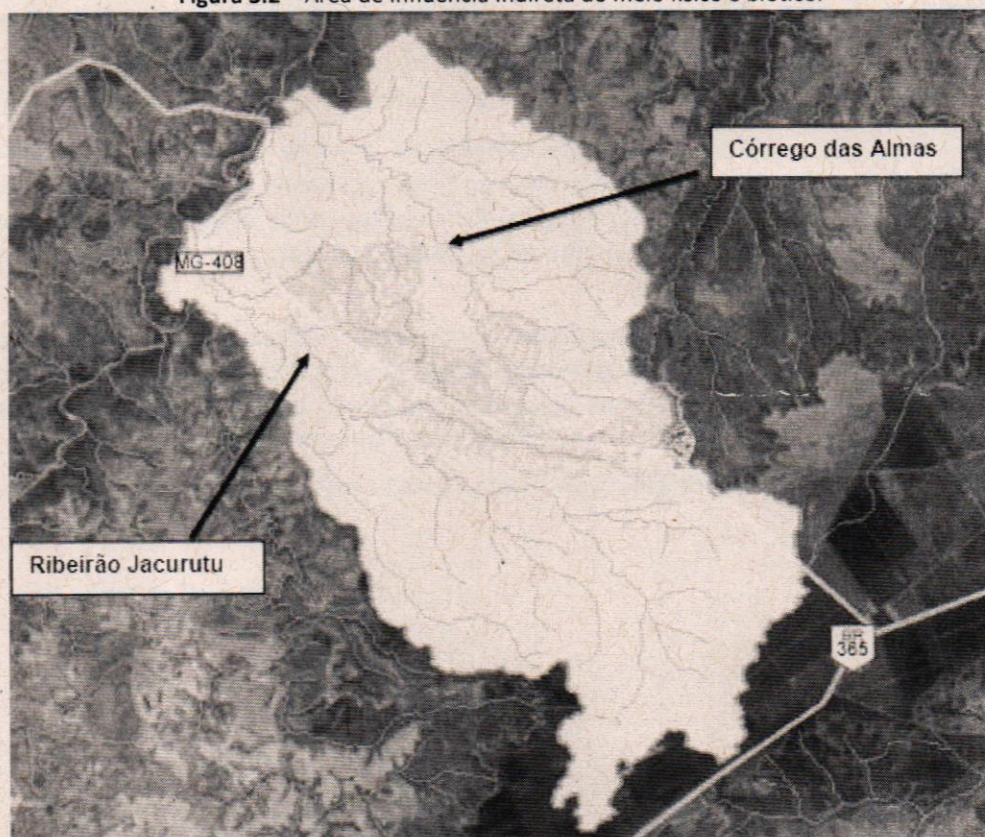 Figura 5.2 – Área de influência indireta do meio físico e biótico.
Córrego das Almas
MG-408
Ribeirão Jacurutu
BR
365